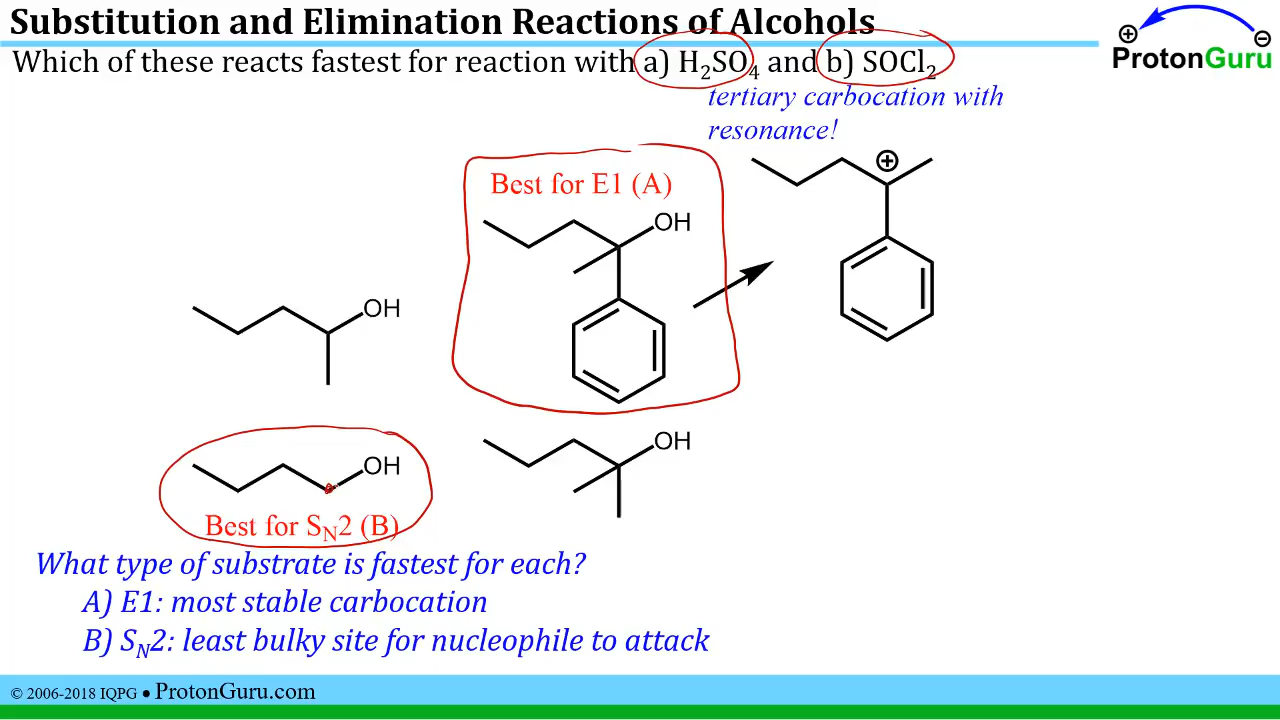 Substitution and Elimination Reactions of Alcohols
Which of these reacts fastest for reaction with a) H₂SO₄ and b) SOCl₂
⊕ ⊖
ProtonGuru
tertiary carbocation with
resonance!
Best for E1 (A)
OH
⊕
OH
OH
OH
Best for Sₙ2 (B)
What type of substrate is fastest for each?
A) E1: most stable carbocation
B) Sₙ2: least bulky site for nucleophile to attack
© 2006-2018 IQPG ● ProtonGuru.com